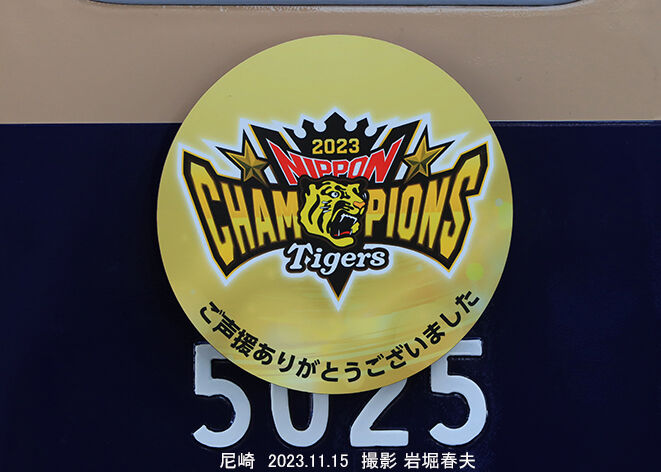 2023
NIPPON
CHAMPIONS
Tigers
ご声援ありがとうございました
5025
尼崎 2023.11.15 撮影 岩堀春夫